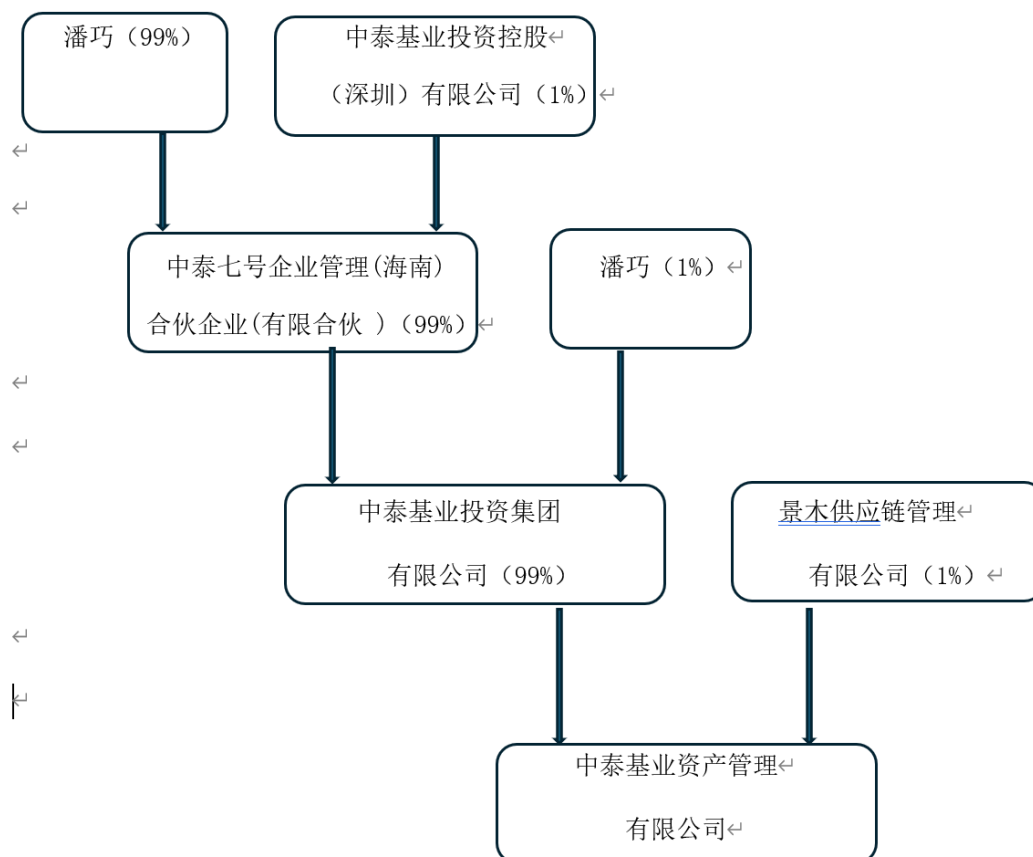 潘巧（99%）
中泰基业投资控股
（深圳）有限公司（1%）
中泰七号企业管理(海南)
合伙企业(有限合伙 )（99%）
潘巧（1%）
中泰基业投资集团
有限公司（99%）
景木供应链管理
有限公司（1%）
中泰基业资产管理
有限公司